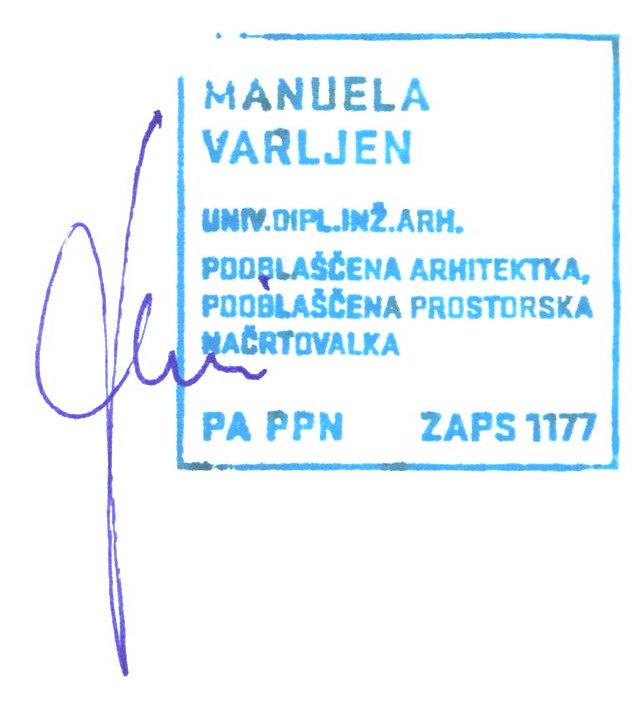 MANUELA
VARLJEN
UNIV.DIPL.INŽ.ARH.
POOBLAŠČENA ARHITEKTKA,
POOBLAŠČENA PROSTORSKA
NAČRTOVALKA
PA PPN ZAPS 1177